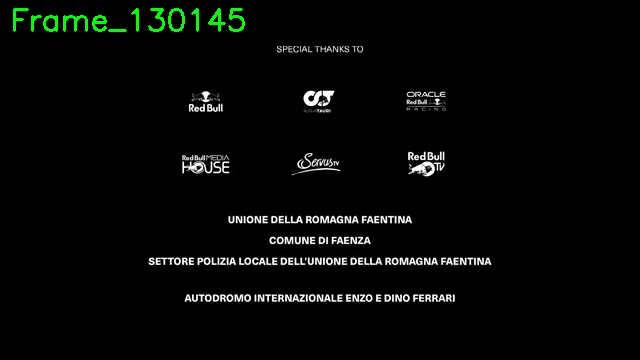 Frame_130145
SPECIAL THANKS TO
Red Bull
ALPHATAURI
ORACLE
Red Bull
RACING
Red Bull MEDIA
HOUSE
ServusTV
Red Bull
TV
UNIONE DELLA ROMAGNA FAENTINA
COMUNE DI FAENZA
SETTORE POLIZIA LOCALE DELL'UNIONE DELLA ROMAGNA FAENTINA
AUTODROMO INTERNAZIONALE ENZO E DINO FERRARI